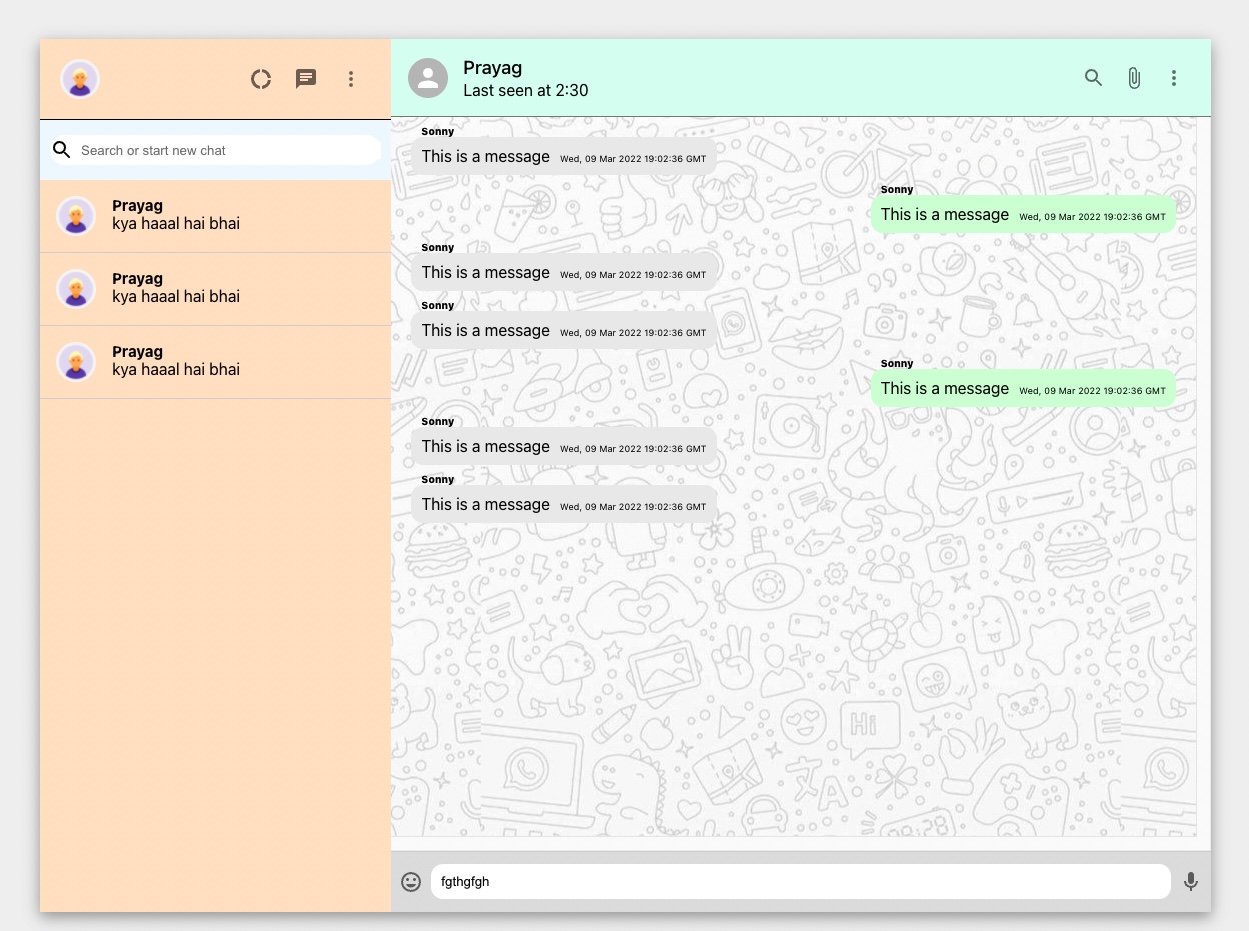 Prayag
Last seen at 2:30
Search or start new chat
Prayag
kya haaal hai bhai
Prayag
kya haaal hai bhai
Prayag
kya haaal hai bhai
Sonny
This is a message Wed, 09 Mar 2022 19:02:36 GMT
Sonny
This is a message Wed, 09 Mar 2022 19:02:36 GMT
Sonny
This is a message Wed, 09 Mar 2022 19:02:36 GMT
Sonny
This is a message Wed, 09 Mar 2022 19:02:36 GMT
Sonny
This is a message Wed, 09 Mar 2022 19:02:36 GMT
Sonny
This is a message Wed, 09 Mar 2022 19:02:36 GMT
Sonny
This is a message Wed, 09 Mar 2022 19:02:36 GMT
Hi
09:28
fgthgfgh